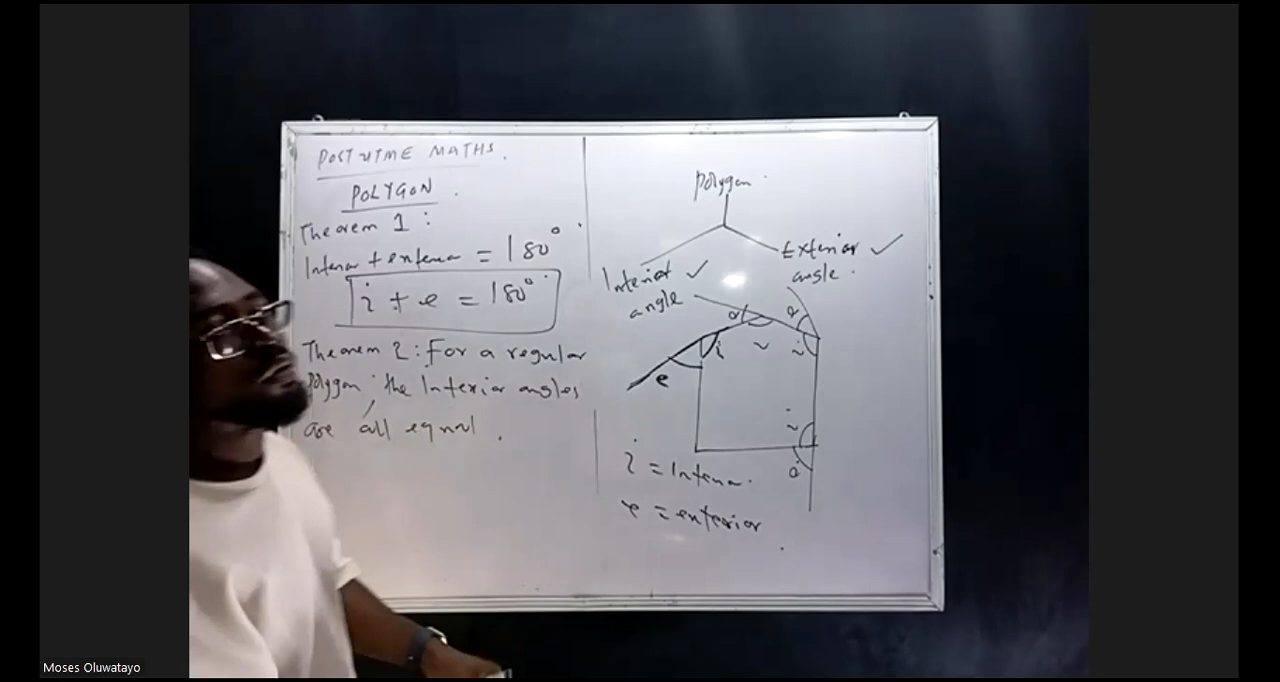 POST UTME MATHS.
POLYGON.
Theorem 1:
Interior + exterior = 180°.
i + e = 180°.
Theorem 2: For a regular
Polygon, the Interior angles
are all equal.
Polygon.
Interior
angle
Exterior
angle.
e
i
i
e
e
i
i
e
i = Interior.
e = exterior
Moses Oluwatayo